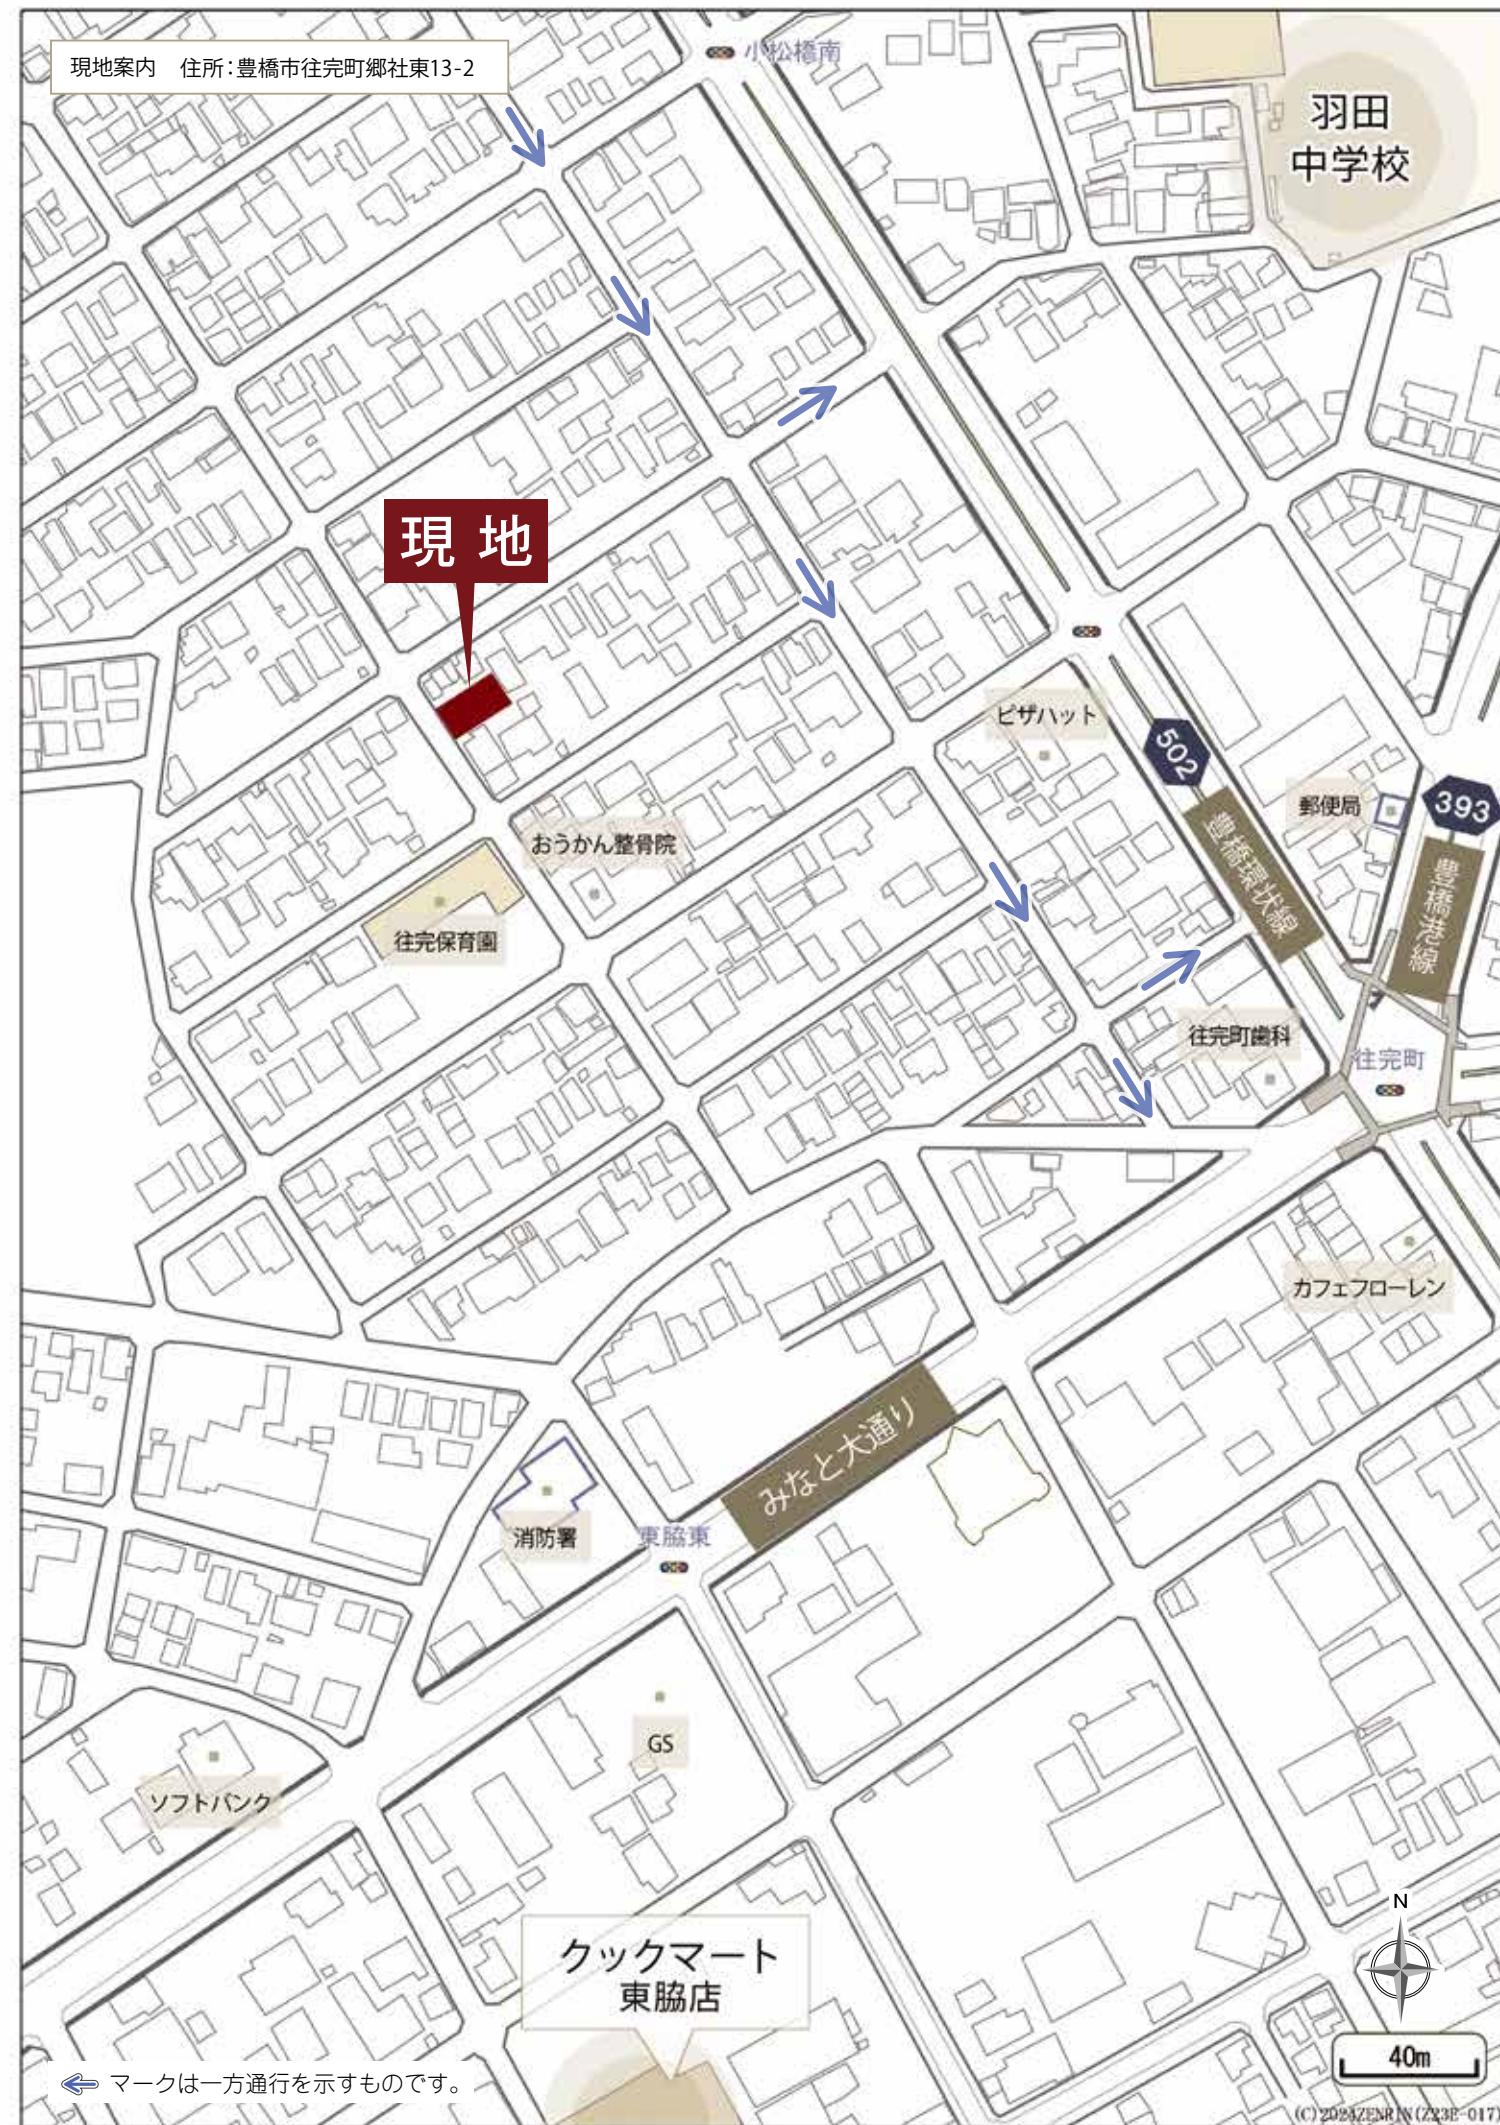 小松橋南
現地案内 住所：豊橋市往完町郷社東13-2
羽田
中学校
現 地
ピザハット
502
豊橋環状線
郵便局
393
豊橋港線
おうかん整骨院
往完保育園
往完町歯科
往完町
カフェフローレン
みなと大通り
消防署
東脇東
GS
ソフトバンク
クックマート
東脇店
N
40m
マークは一方通行を示すものです。
(C)2024ZENRIN(Z23E-017)